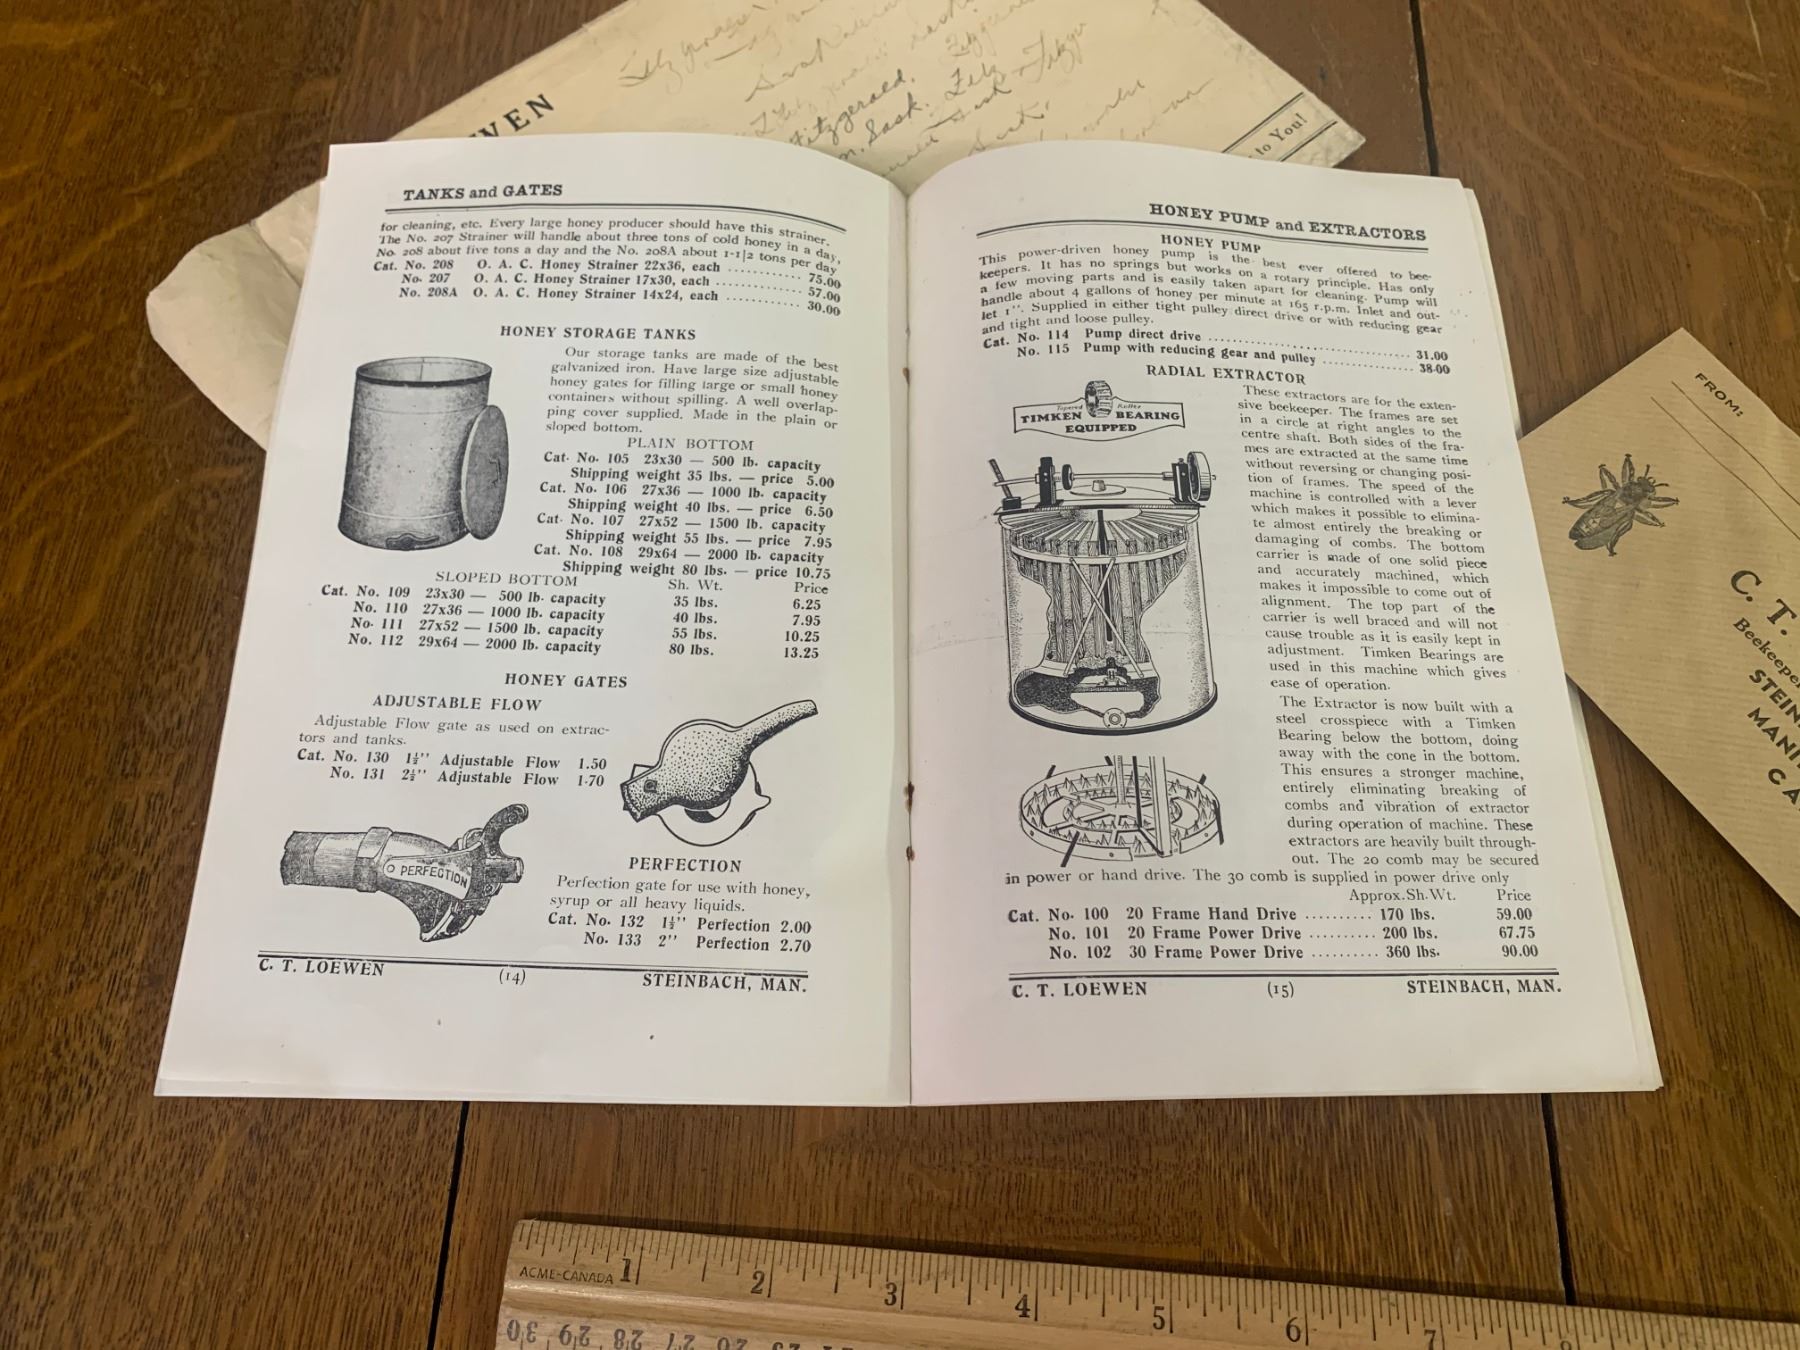 TANKS and GATES
for cleaning, etc. Every large honey producer should have this strainer.
The No. 207 Strainer will handle about three tons of cold honey in a day,
No. 208 about five tons a day and the No. 208A about 1-1|2 tons per day
Cat. No. 208 O. A. C. Honey Strainer 22x36, each ........... 75.00
No. 207 O. A. C. Honey Strainer 17x30, each ............ 57.00
No. 208A O. A. C. Honey Strainer 14x24, each ........... 30.00
HONEY STORAGE TANKS
Our storage tanks are made of the best
galvanized iron. Have large size adjustable
honey gates for filling large or small honey
containers without spilling. A well overlap-
ping cover supplied. Made in the plain or
sloped bottom.
PLAIN BOTTOM
Cat. No. 105 23x30 — 500 lb. capacity
Shipping weight 35 lbs. — price 5.00
Cat. No. 106 27x36 — 1000 lb. capacity
Shipping weight 40 lbs. — price 6.50
Cat. No. 107 27x52 — 1500 lb. capacity
Shipping weight 55 lbs. — price 7.95
Cat. No. 108 29x64 — 2000 lb. capacity
Shipping weight 80 lbs. — price 10.75
SLOPED BOTTOM Sh. Wt. Price
Cat. No. 109 23x30 — 500 lb. capacity 35 lbs. 6.25
No. 110 27x36 — 1000 lb. capacity 40 lbs. 7.95
No. 111 27x52 — 1500 lb. capacity 55 lbs. 10.25
No. 112 29x64 — 2000 lb. capacity 80 lbs. 13.25
HONEY GATES
ADJUSTABLE FLOW
Adjustable Flow gate as used on extrac-
tors and tanks.
Cat. No. 130 1½'' Adjustable Flow 1.50
No. 131 2½'' Adjustable Flow 1.70
PERFECTION
PERFECTION
Perfection gate for use with honey,
syrup or all heavy liquids.
Cat. No. 132 1½'' Perfection 2.00
No. 133 2'' Perfection 2.70
C. T. LOEWEN (14) STEINBACH, MAN.
HONEY PUMP and EXTRACTORS
HONEY PUMP
This power-driven honey pump is the best ever offered to bee-
keepers. It has no springs but works on a rotary principle. Has only
a few moving parts and is easily taken apart for cleaning. Pump will
handle about 4 gallons of honey per minute at 165 r.p.m. Inlet and out-
let 1''. Supplied in either tight pulley direct drive or with reducing gear
and tight and loose pulley.
Cat. No. 114 Pump direct drive .............................. 31.00
No. 115 Pump with reducing gear and pulley .............. 38.00
RADIAL EXTRACTOR
Tapered Roller
TIMKEN BEARING
EQUIPPED
These extractors are for the exten-
sive beekeeper. The frames are set
in a circle at right angles to the
centre shaft. Both sides of the fra-
mes are extracted at the same time
without reversing or changing posi-
tion of frames. The speed of the
machine is controlled with a lever
which makes it possible to elimina-
te almost entirely the breaking or
damaging of combs. The bottom
carrier is made of one solid piece
and accurately machined, which
makes it impossible to come out of
alignment. The top part of the
carrier is well braced and will not
cause trouble as it is easily kept in
adjustment. Timken Bearings are
used in this machine which gives
ease of operation.
The Extractor is now built with a
steel crosspiece with a Timken
Bearing below the bottom, doing
away with the cone in the bottom.
This ensures a stronger machine,
entirely eliminating breaking of
combs and vibration of extractor
during operation of machine. These
extractors are heavily built through-
out. The 20 comb may be secured
in power or hand drive. The 30 comb is supplied in power drive only
Approx.Sh.Wt. Price
Cat. No. 100 20 Frame Hand Drive .......... 170 lbs. 59.00
No. 101 20 Frame Power Drive .......... 200 lbs. 67.75
No. 102 30 Frame Power Drive .......... 360 lbs. 90.00
C. T. LOEWEN (15) STEINBACH, MAN.
Fitzgerald.
Sask.
to You!
FROM:
C. T.
ACME-CANADA 1 2 3 4 5 6 7 8
30 29 28 27 26